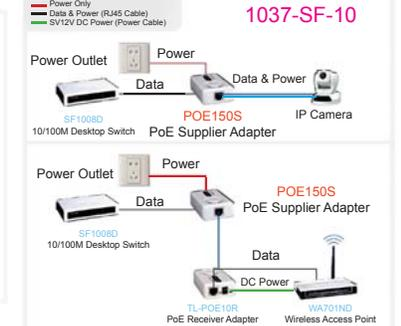 Power Only
Data & Power (RJ45 Cable)
SV12V DC Power (Power Cable)
1037-SF-10
Power Outlet
Power
Data
Data & Power
SF1008D
10/100M Desktop Switch
POE150S
PoE Supplier Adapter
IP Camera
Power Outlet
Power
Data
POE150S
PoE Supplier Adapter
SF1008D
10/100M Desktop Switch
Data
DC Power
TL-POE10R
PoE Receiver Adapter
WA701ND
Wireless Access Point